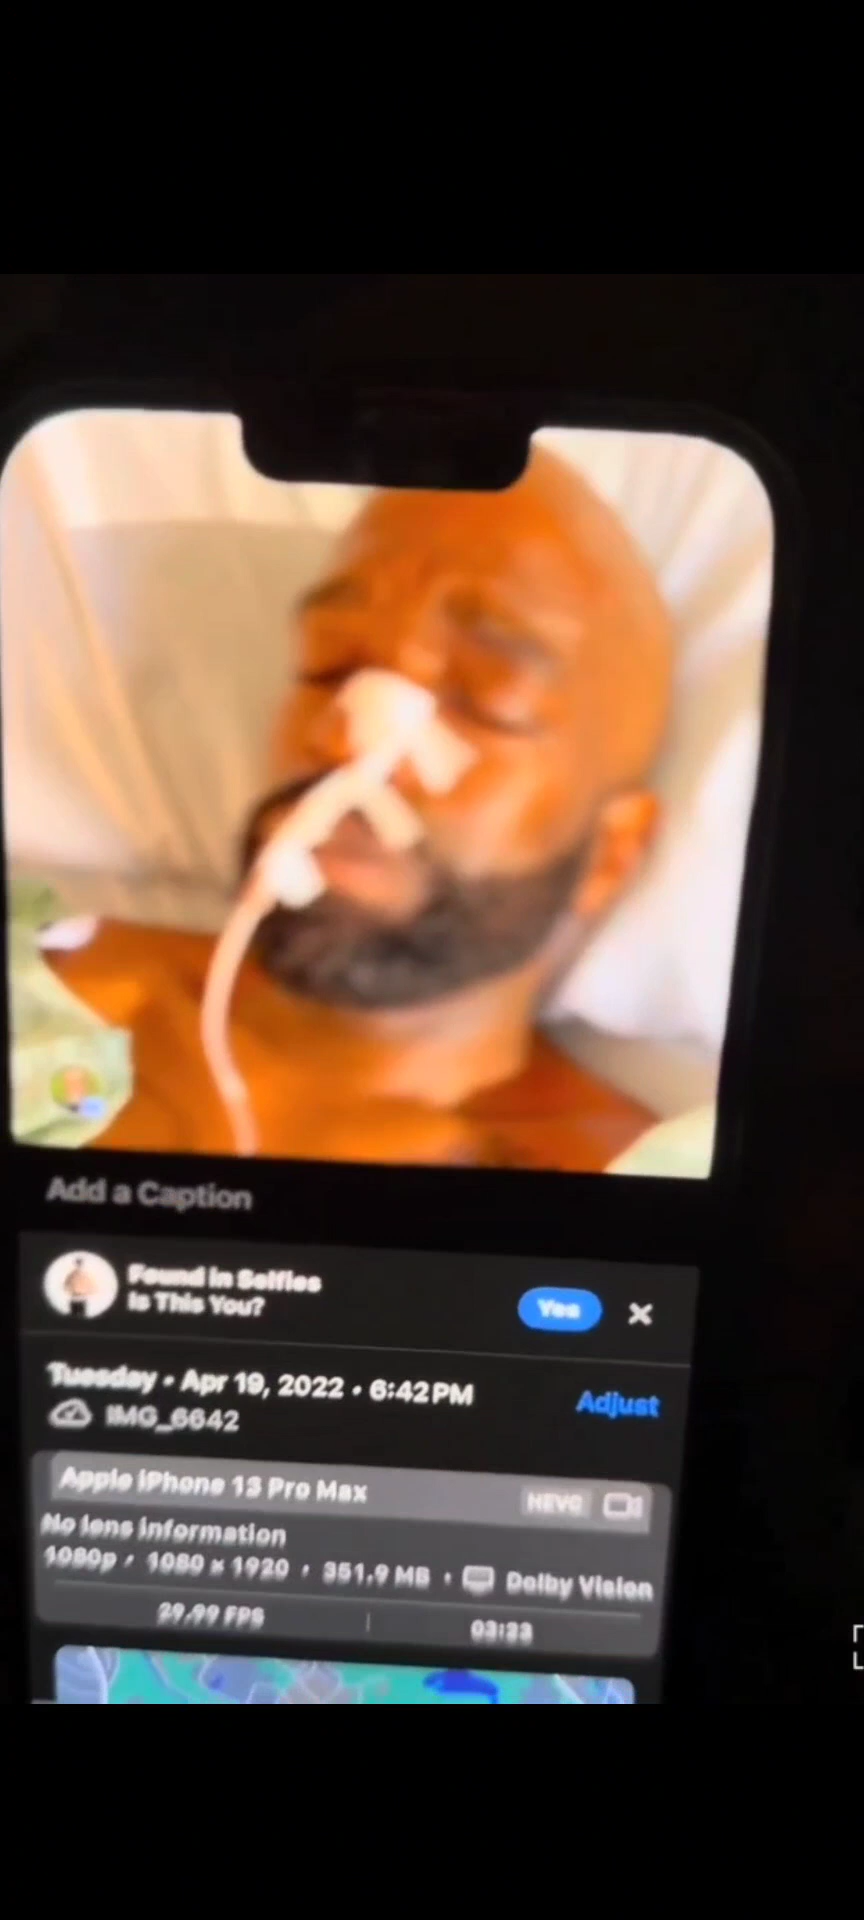 Add a Caption
Found in Selfies
Is This You?
Yes
Tuesday • Apr 19, 2022 • 6:42 PM
Adjust
IMG_6642
Apple iPhone 13 Pro Max
HEVC
No lens information
1080p • 1080 × 1920 • 351.9 MB • Dolby Vision
29.99 FPS
03:23